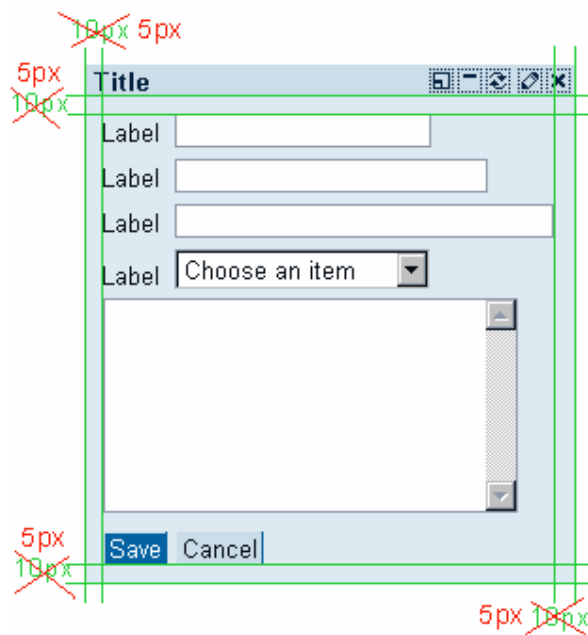 10px 5px
5px
Title
10px
Label
Label
Label
Label Choose an item
5px
Save Cancel
10px
5px 10px